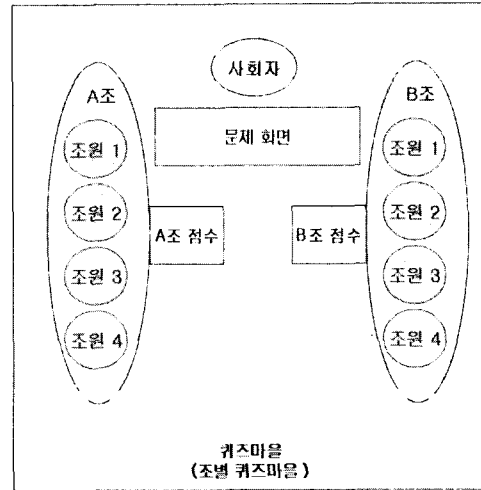 사회자
A조
B조
문제 화면
조원 1
조원 1
조원 2
조원 2
A조 점수
B조 점수
조원 3
조원 3
조원 4
조원 4
퀴즈마을
(조별 퀴즈마을)